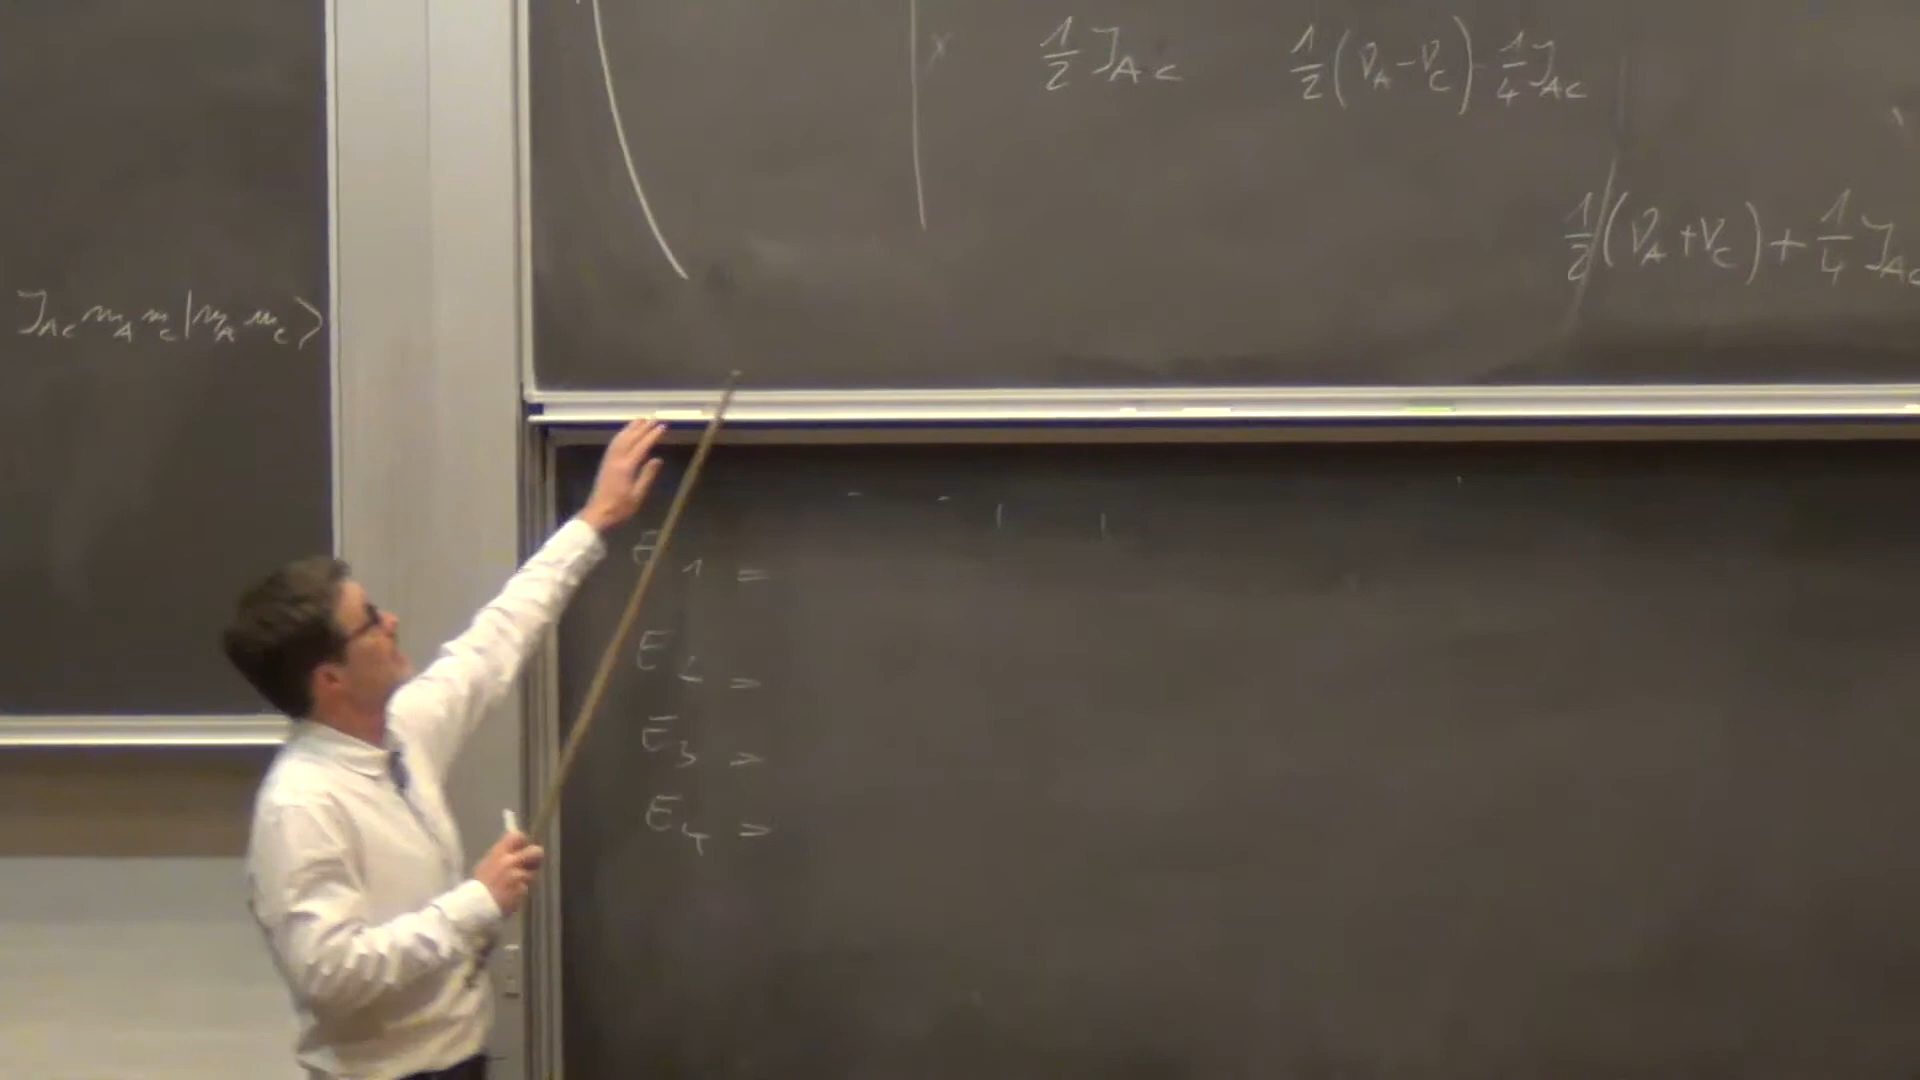 J_AC m_A m_C | m_A m_C ⟩
1/2 J_AC    1/2 (ν_A − ν_C) − 1/4 J_AC
1/2 (ν_A + ν_C) + 1/4 J_AC
E_1 =
E_2 =
E_3 =
E_4 =